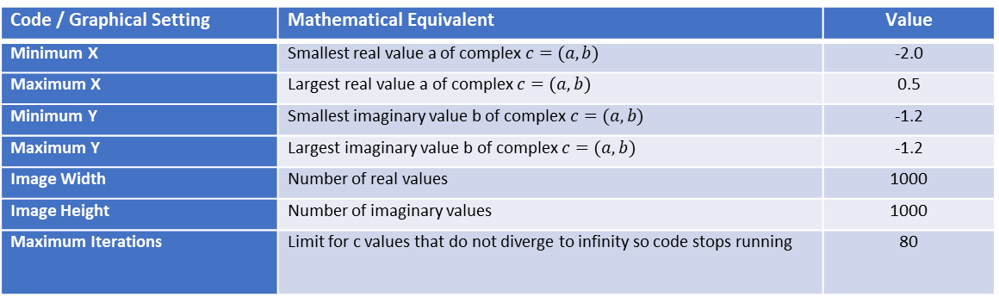 Code / Graphical Setting Mathematical Equivalent Value
Minimum X Smallest real value a of complex c = (a, b) -2.0
Maximum X Largest real value a of complex c = (a, b) 0.5
Minimum Y Smallest imaginary value b of complex c = (a, b) -1.2
Maximum Y Largest imaginary value b of complex c = (a, b) -1.2
Image Width Number of real values 1000
Image Height Number of imaginary values 1000
Maximum Iterations Limit for c values that do not diverge to infinity so code stops running 80